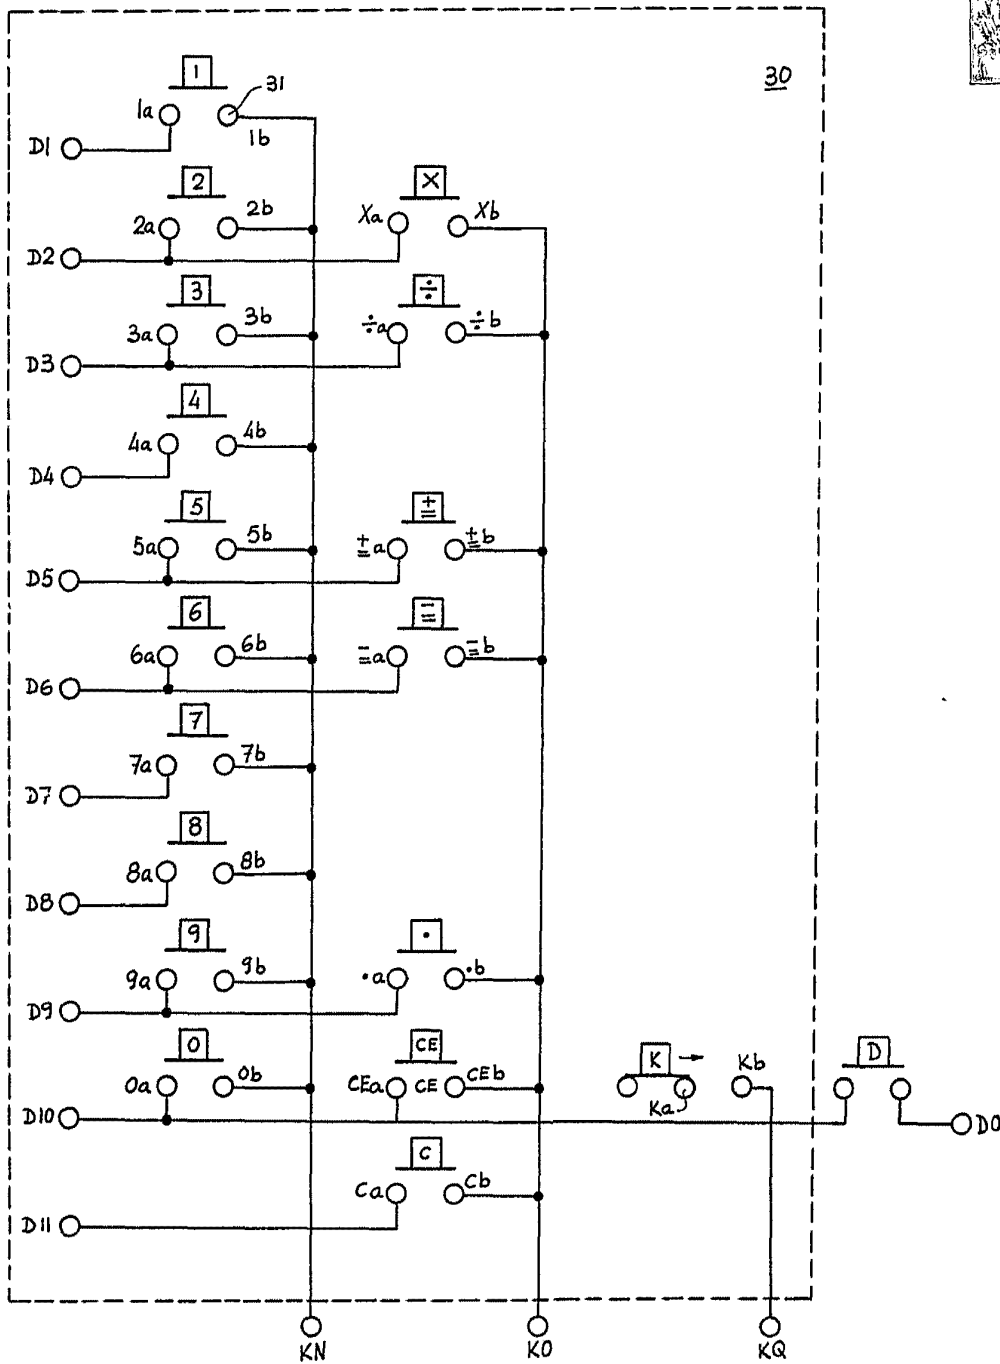 1
31
30
1a
1b
D1
2
X
2a
2b
Xa
Xb
D2
3
÷
3a
3b
÷a
÷b
D3
4
4a
4b
D4
5
±
5a
5b
±a
±b
D5
6
=
6a
6b
=a
=b
D6
7
7a
7b
D7
8
8a
8b
D8
9
.
9a
9b
.a
.b
D9
0
CE
K →
Kb
D
0a
0b
CEa
CE
CEb
Ka
D10
D0
C
Ca
Cb
D11
KN
KO
KQ